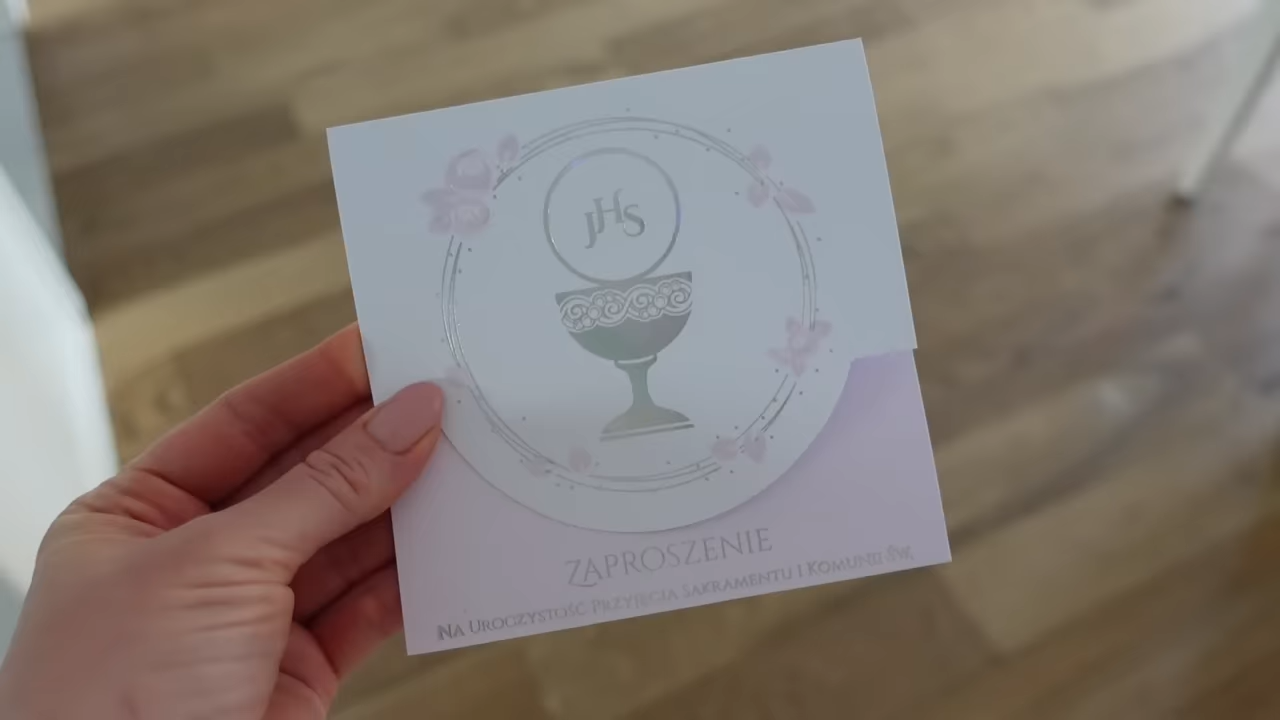 JHS
ZAPROSZENIE
NA UROCZYSTOŚĆ PRZYJĘCIA SAKRAMENTU I KOMUNII ŚW.